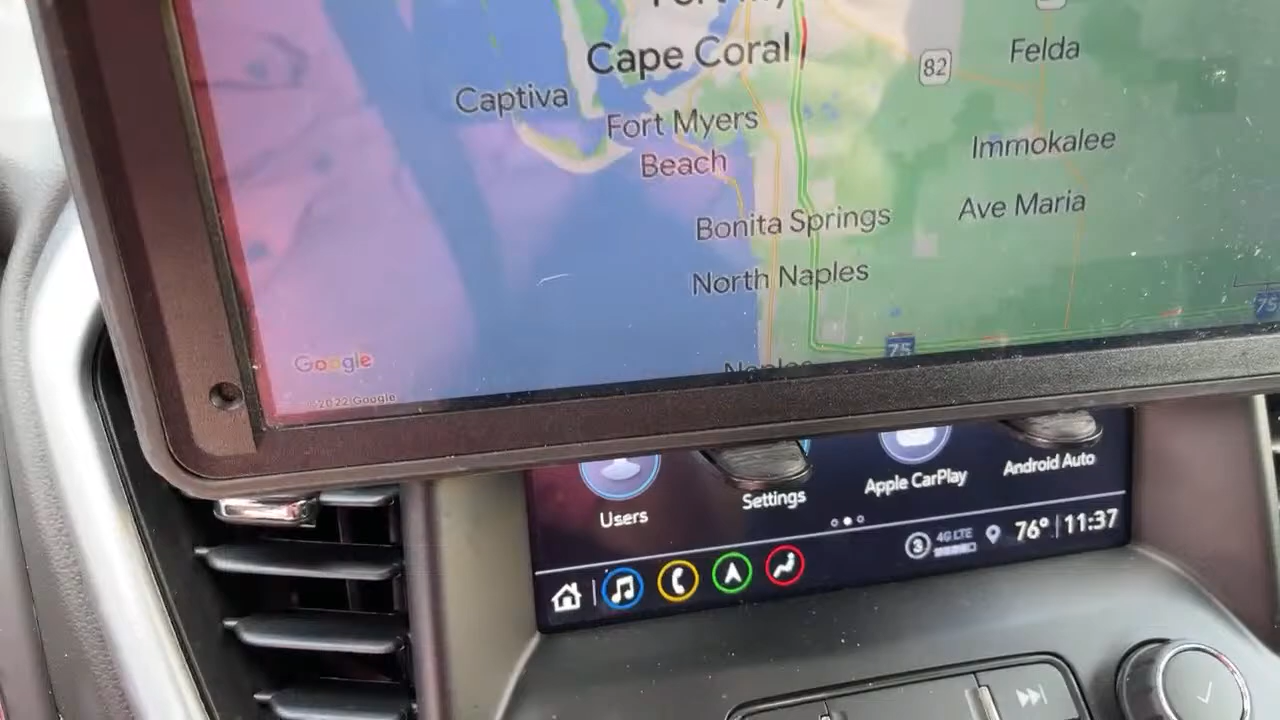 Cape Coral
82
Felda
Captiva
Fort Myers
Beach
Immokalee
Bonita Springs
Ave Maria
North Naples
75
75
Naples
Google
2022 Google
Users
Settings
Apple CarPlay
Android Auto
3
4G LTE
76°
11:37